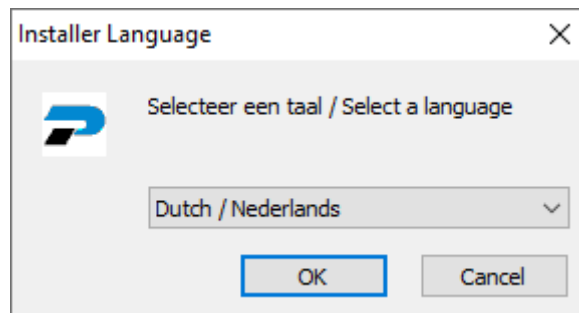 Installer Language
Selecteer een taal / Select a language
Dutch / Nederlands
OK
Cancel